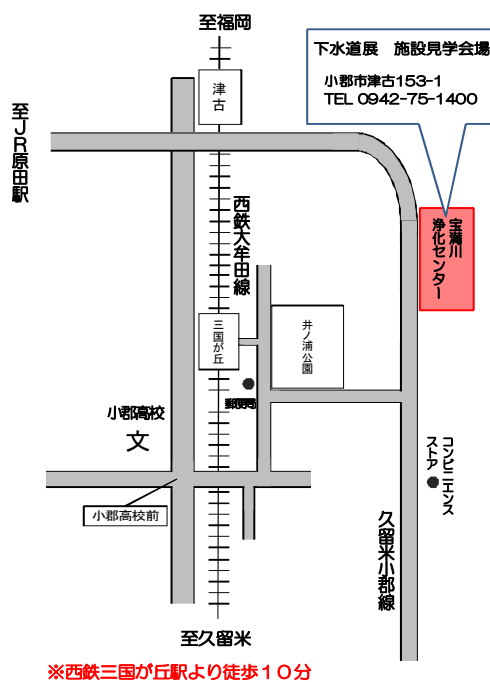 至福岡
下水道展　施設見学会場
小郡市津古153-1
TEL 0942-75-1400
津古
至JR原田駅
西鉄大牟田線
宝満川
浄化センター
三国が丘
井ノ浦公園
郵便局
小郡高校
文
コンビニエンス
ストア
小郡高校前
久留米小郡線
至久留米
※西鉄三国が丘駅より徒歩１０分